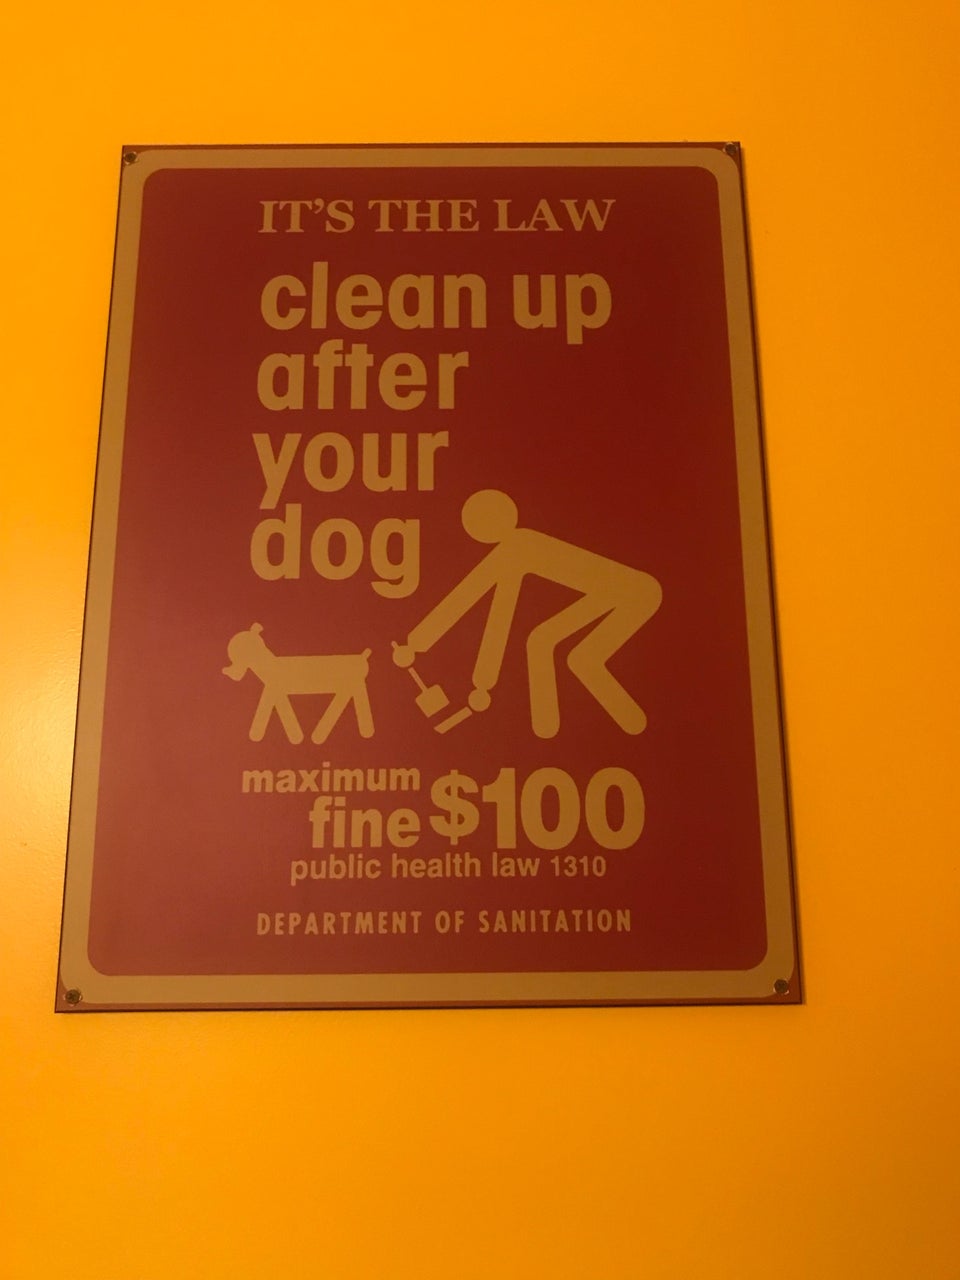 IT'S THE LAW
clean up
after
your
dog
maximum
fine $100
public health law 1310
DEPARTMENT OF SANITATION